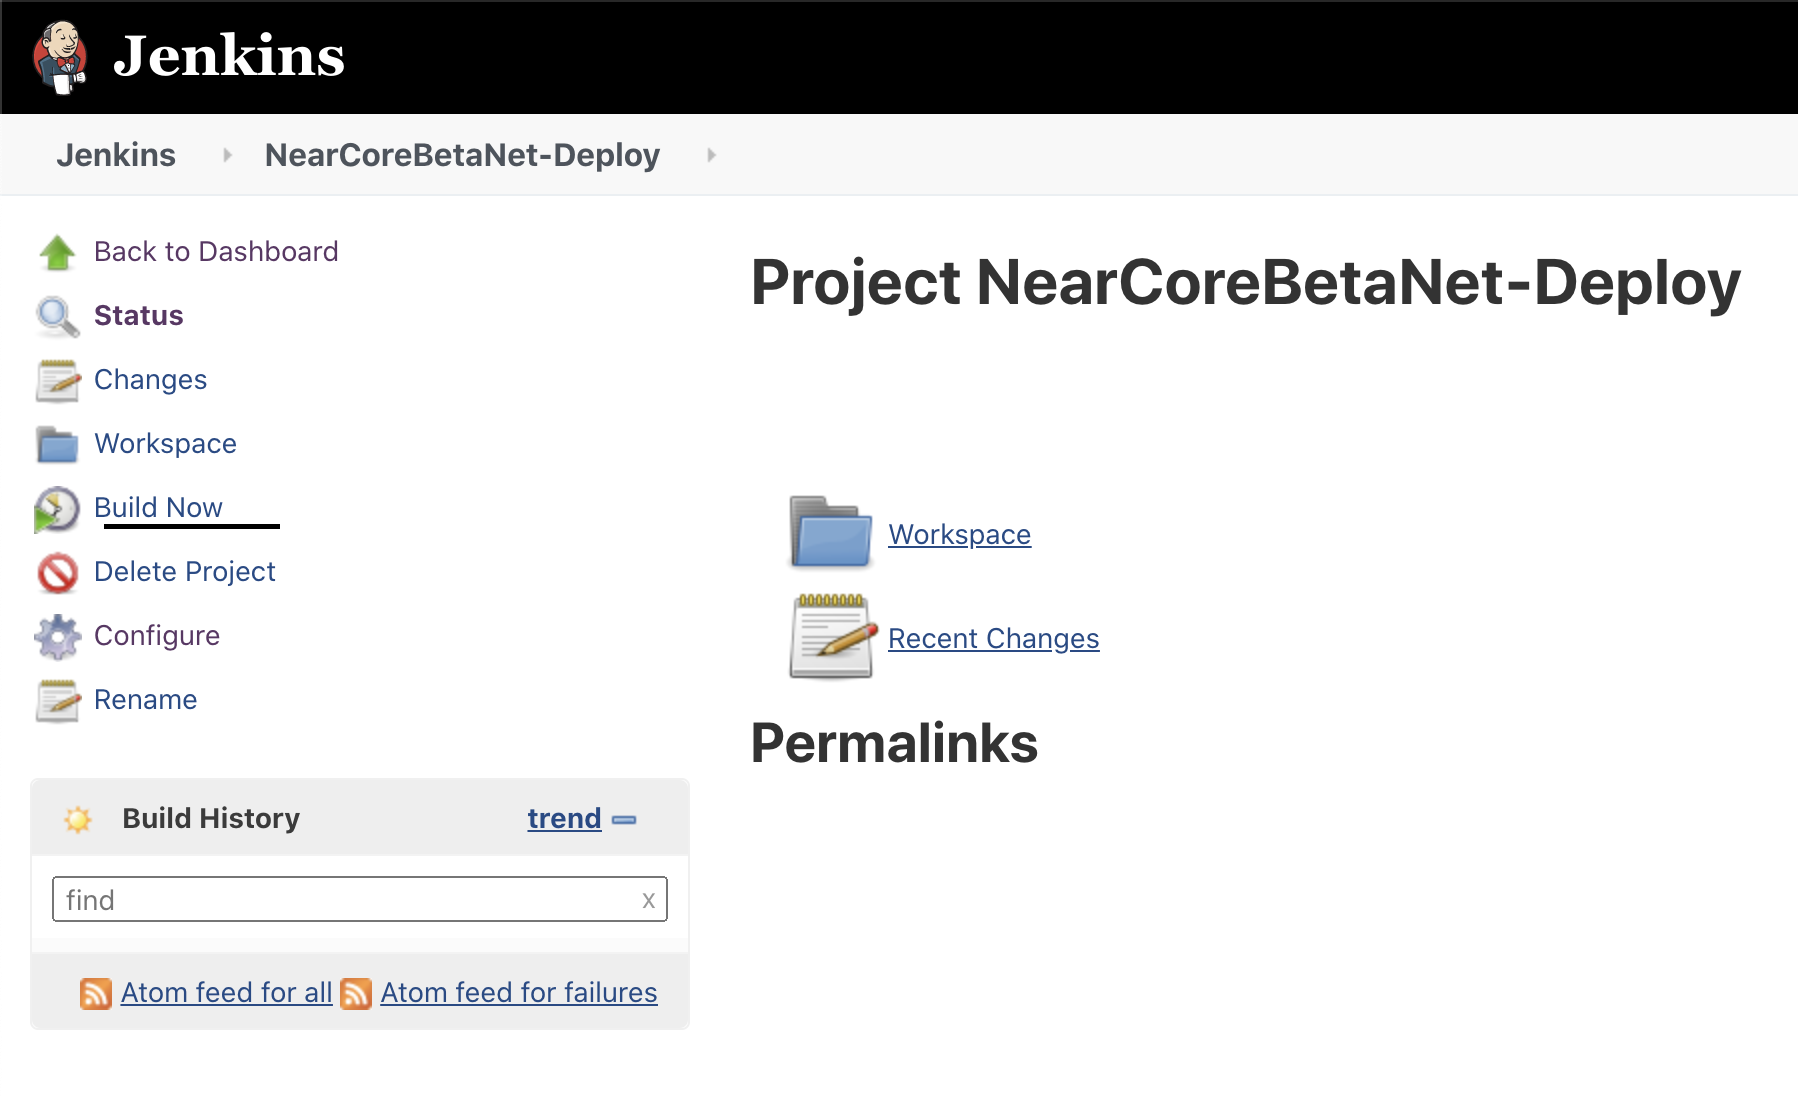 Jenkins
Jenkins NearCoreBetaNet-Deploy
Back to Dashboard
Status
Changes
Workspace
Build Now
Delete Project
Configure
Rename
Build History trend
find x
Atom feed for all Atom feed for failures
Project NearCoreBetaNet-Deploy
Workspace
Recent Changes
Permalinks